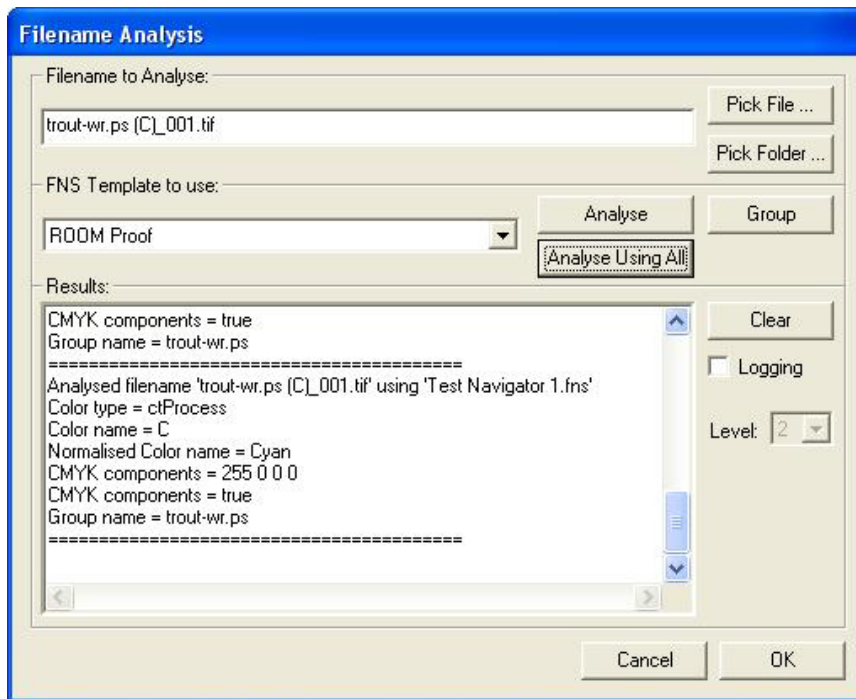 Filename Analysis
Filename to Analyse:
trout-wr.ps (C)_001.tif
Pick File ...
Pick Folder ...
FNS Template to use:
ROOM Proof
Analyse
Group
Analyse Using All
Results:
CMYK components = true
Group name = trout-wr.ps
=========================================
Analysed filename 'trout-wr.ps (C)_001.tif' using 'Test Navigator 1.fns'
Color type = ctProcess
Color name = C
Normalised Color name = Cyan
CMYK components = 255 0 0 0
CMYK components = true
Group name = trout-wr.ps
=========================================
Clear
Logging
Level: 2
Cancel
OK